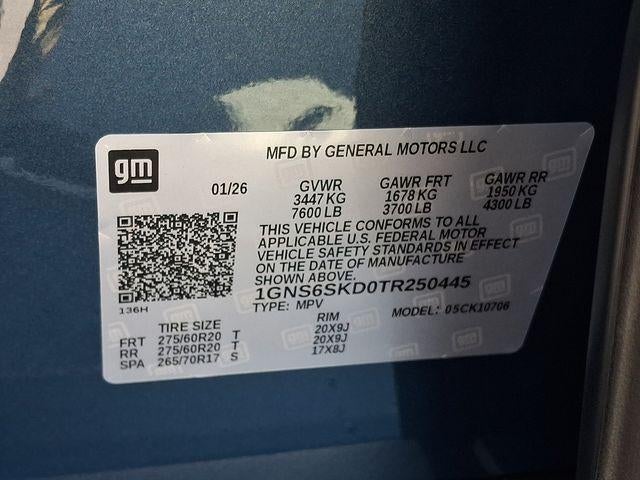 gm
MFD BY GENERAL MOTORS LLC
01/26
GVWR GAWR FRT GAWR RR
3447 KG 1678 KG 1950 KG
7600 LB 3700 LB 4300 LB
THIS VEHICLE CONFORMS TO ALL
APPLICABLE U.S. FEDERAL MOTOR
VEHICLE SAFETY STANDARDS IN EFFECT
ON THE DATE OF MANUFACTURE
SHOWN ABOVE.
1GNS6SKD0TR250445
136H
TYPE: MPV MODEL: 05CK10706
TIRE SIZE RIM
FRT 275/60R20 T 20X9J
RR 275/60R20 T 20X9J
SPA 265/70R17 S 17X8J